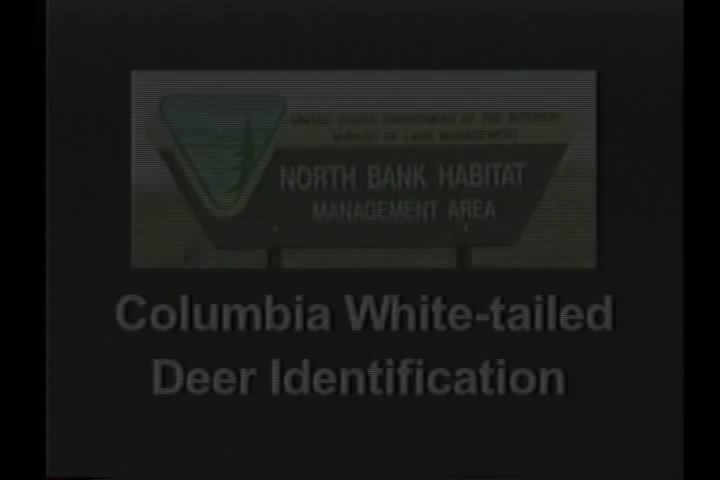 UNITED STATES DEPARTMENT OF THE INTERIOR
BUREAU OF LAND MANAGEMENT
NORTH BANK HABITAT
MANAGEMENT AREA
Columbia White-tailed
Deer Identification